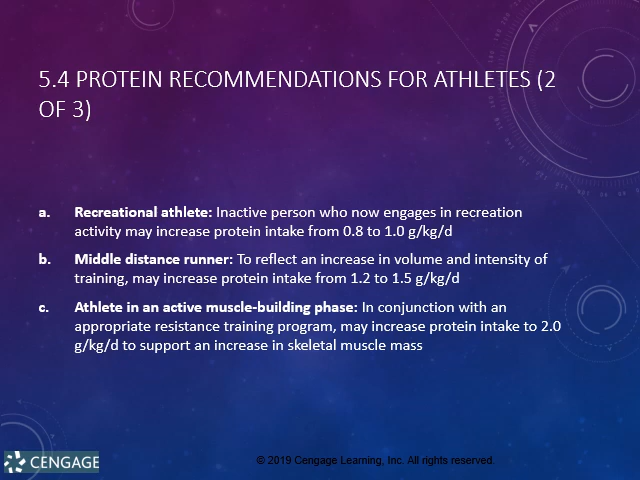 5.4 PROTEIN RECOMMENDATIONS FOR ATHLETES (2
OF 3)
a. Recreational athlete: Inactive person who now engages in recreation
activity may increase protein intake from 0.8 to 1.0 g/kg/d
b. Middle distance runner: To reflect an increase in volume and intensity of
training, may increase protein intake from 1.2 to 1.5 g/kg/d
c. Athlete in an active muscle-building phase: In conjunction with an
appropriate resistance training program, may increase protein intake to 2.0
g/kg/d to support an increase in skeletal muscle mass
CENGAGE
© 2019 Cengage Learning, Inc. All rights reserved.